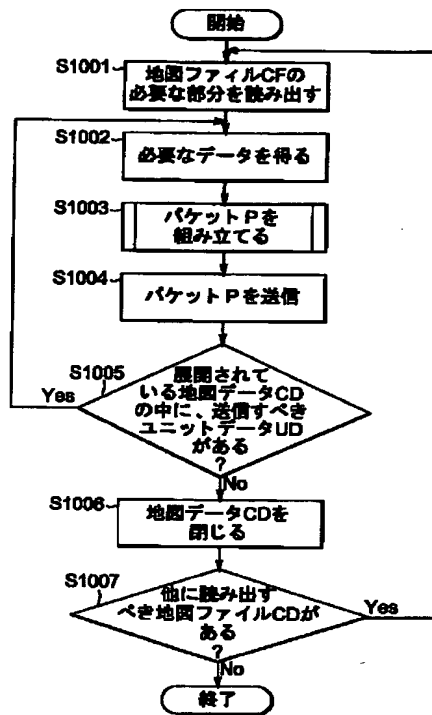 開始
S1001
地図ファイルCFの
必要な部分を読み出す
S1002
必要なデータを得る
S1003
パケットPを
組み立てる
S1004
パケットPを送信
S1005
展開されて
いる地図データCD
の中に、送信すべき
ユニットデータUD
がある
?
Yes
No
S1006
地図データCDを
閉じる
S1007
他に読み出す
べき地図ファイルCDが
ある
?
Yes
No
終了